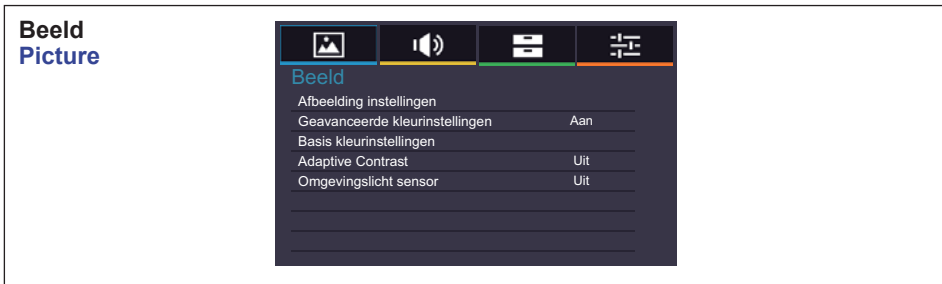 Beeld
Picture
Beeld
Afbeelding instellingen
Geavanceerde kleurinstellingen Aan
Basis kleurinstellingen
Adaptive Contrast Uit
Omgevingslicht sensor Uit